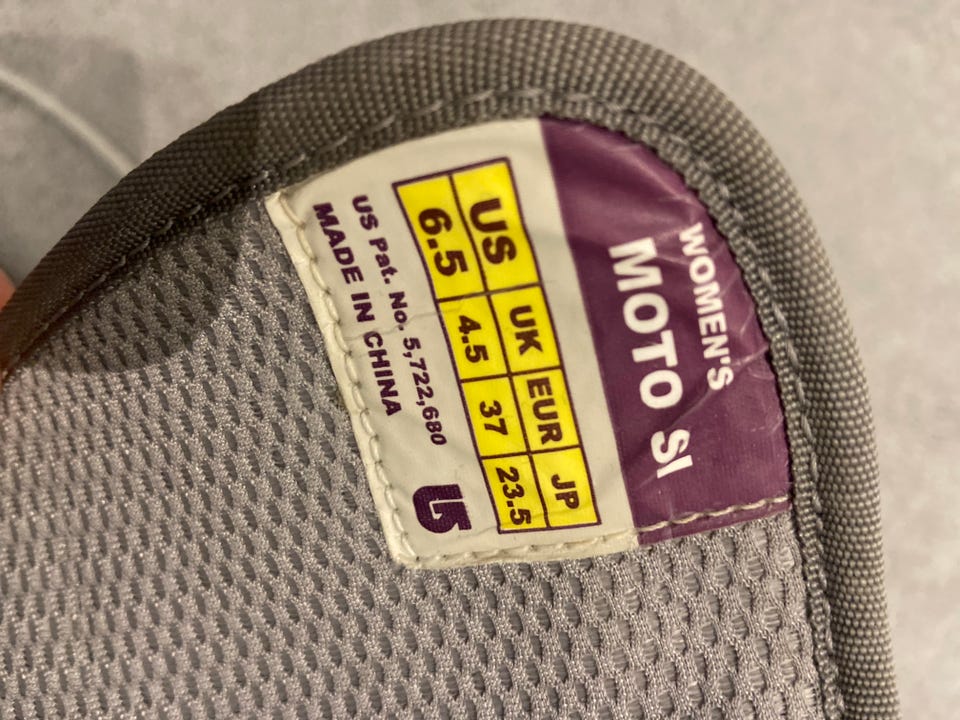 WOMEN'S
MOTO SI
US UK EUR JP
6.5 4.5 37 23.5
US Pat. No. 5,722,680
MADE IN CHINA